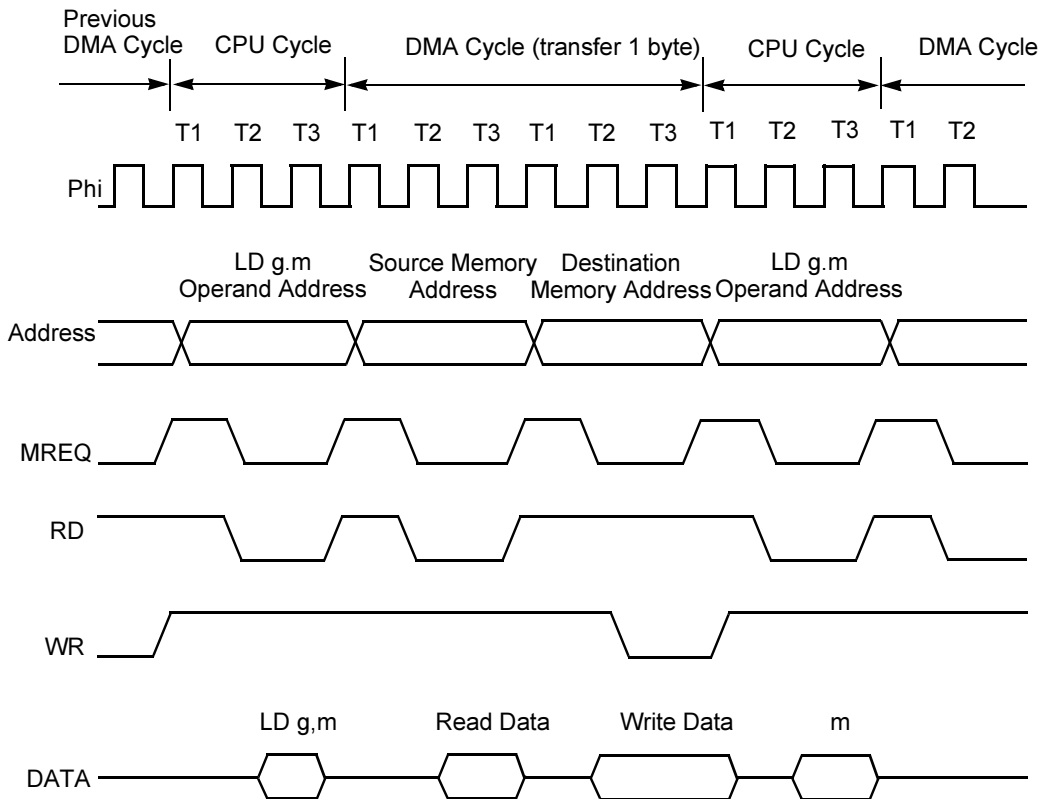 Previous
DMA Cycle CPU Cycle DMA Cycle (transfer 1 byte) CPU Cycle DMA Cycle
T1 T2 T3 T1 T2 T3 T1 T2 T3 T1 T2 T3 T1 T2
Phi
LD g.m Source Memory Destination LD g.m
Operand Address Address Memory Address Operand Address
Address
MREQ
RD
WR
LD g,m Read Data Write Data m
DATA